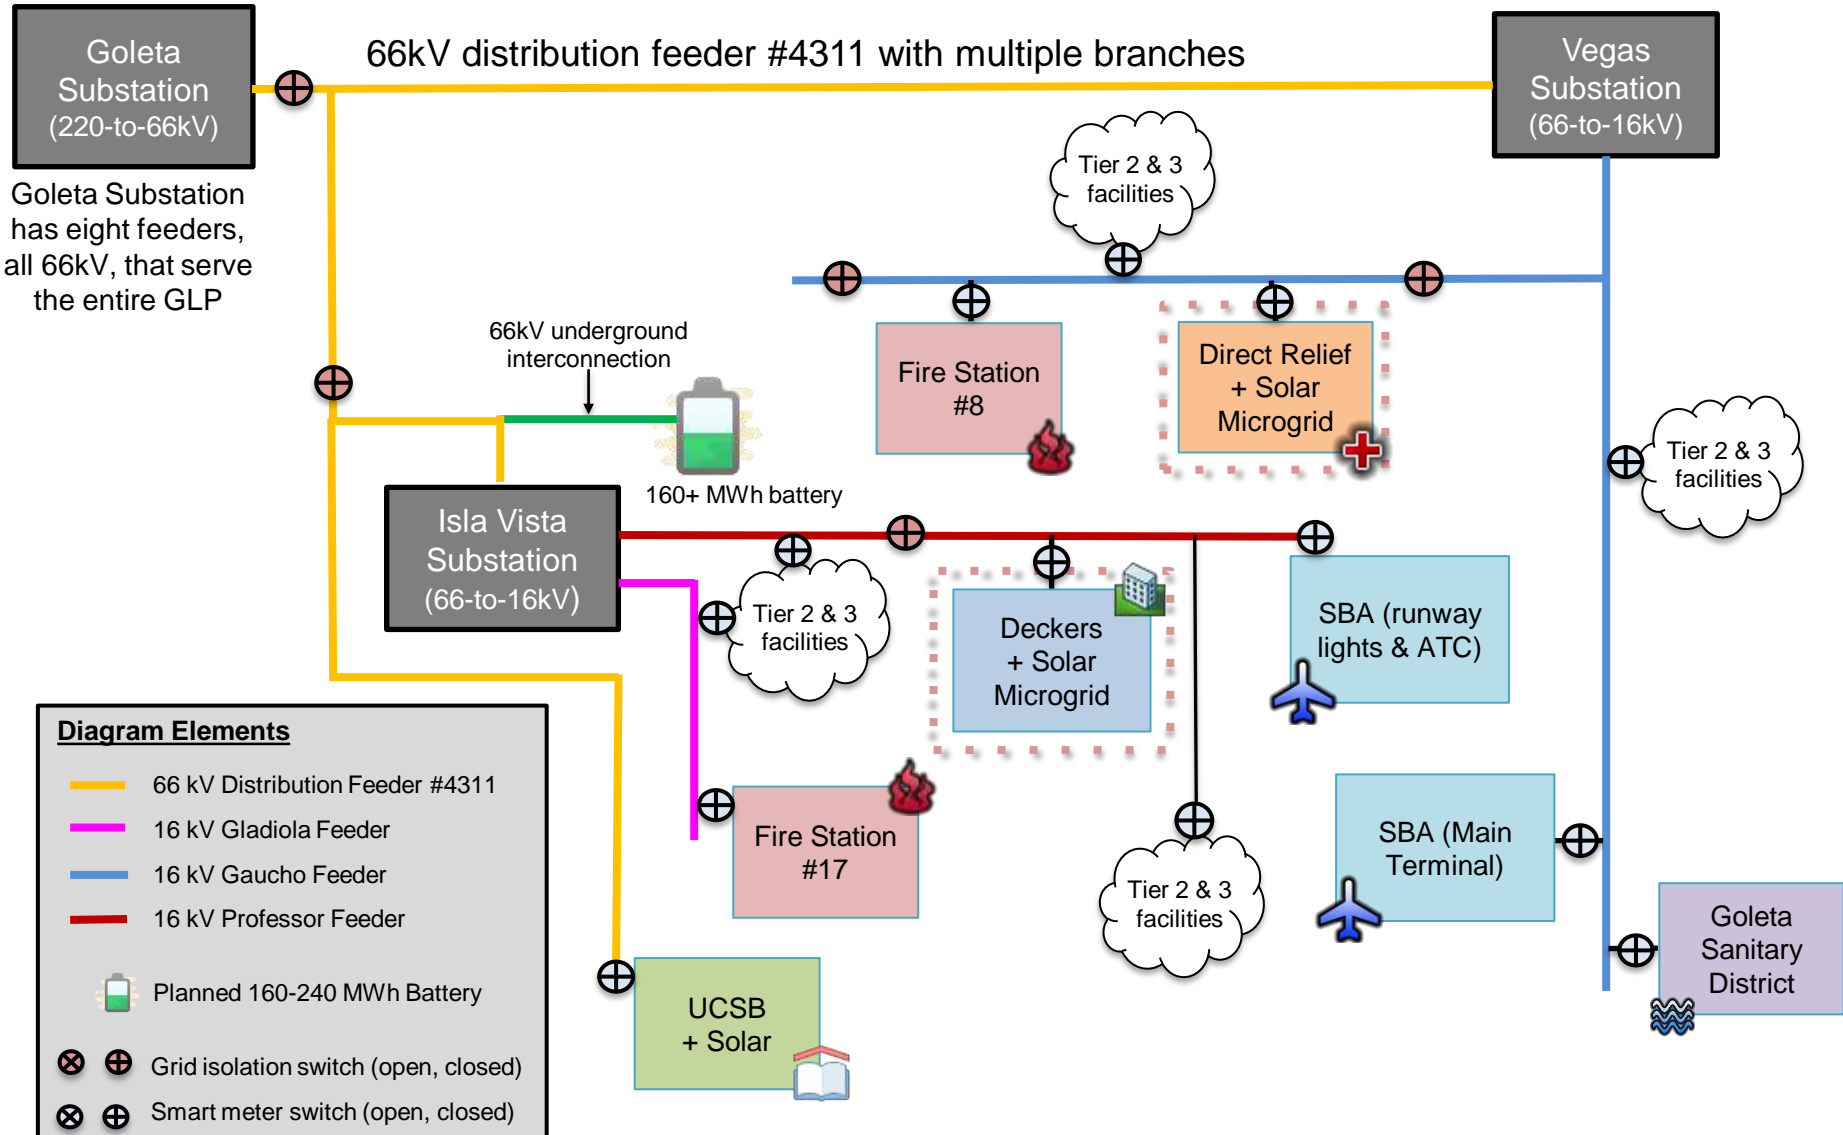 Goleta
Substation
(220-to-66kV)
66kV distribution feeder #4311 with multiple branches
Vegas
Substation
(66-to-16kV)
Goleta Substation
has eight feeders,
all 66kV, that serve
the entire GLP
Tier 2 & 3
facilities
66kV underground
interconnection
160+ MWh battery
Fire Station
#8
Direct Relief
+ Solar
Microgrid
Tier 2 & 3
facilities
Isla Vista
Substation
(66-to-16kV)
Tier 2 & 3
facilities
Deckers
+ Solar
Microgrid
SBA (runway
lights & ATC)
Fire Station
#17
Tier 2 & 3
facilities
SBA (Main
Terminal)
Goleta
Sanitary
District
UCSB
+ Solar
Diagram Elements
66 kV Distribution Feeder #4311
16 kV Gladiola Feeder
16 kV Gaucho Feeder
16 kV Professor Feeder
Planned 160-240 MWh Battery
Grid isolation switch (open, closed)
Smart meter switch (open, closed)